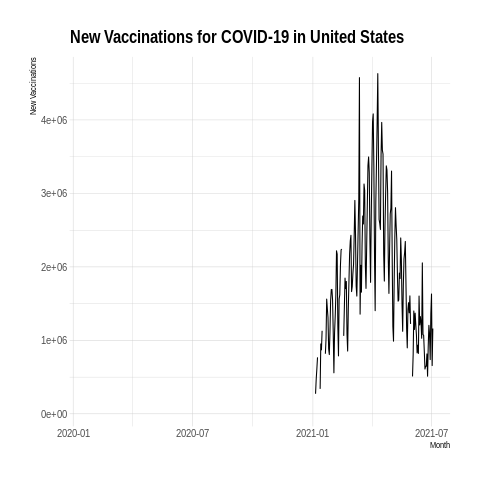 New Vaccinations for COVID-19 in United States
New Vaccinations
4e+06
3e+06
2e+06
1e+06
0e+00
2020-01 2020-07 2021-01 2021-07
Month